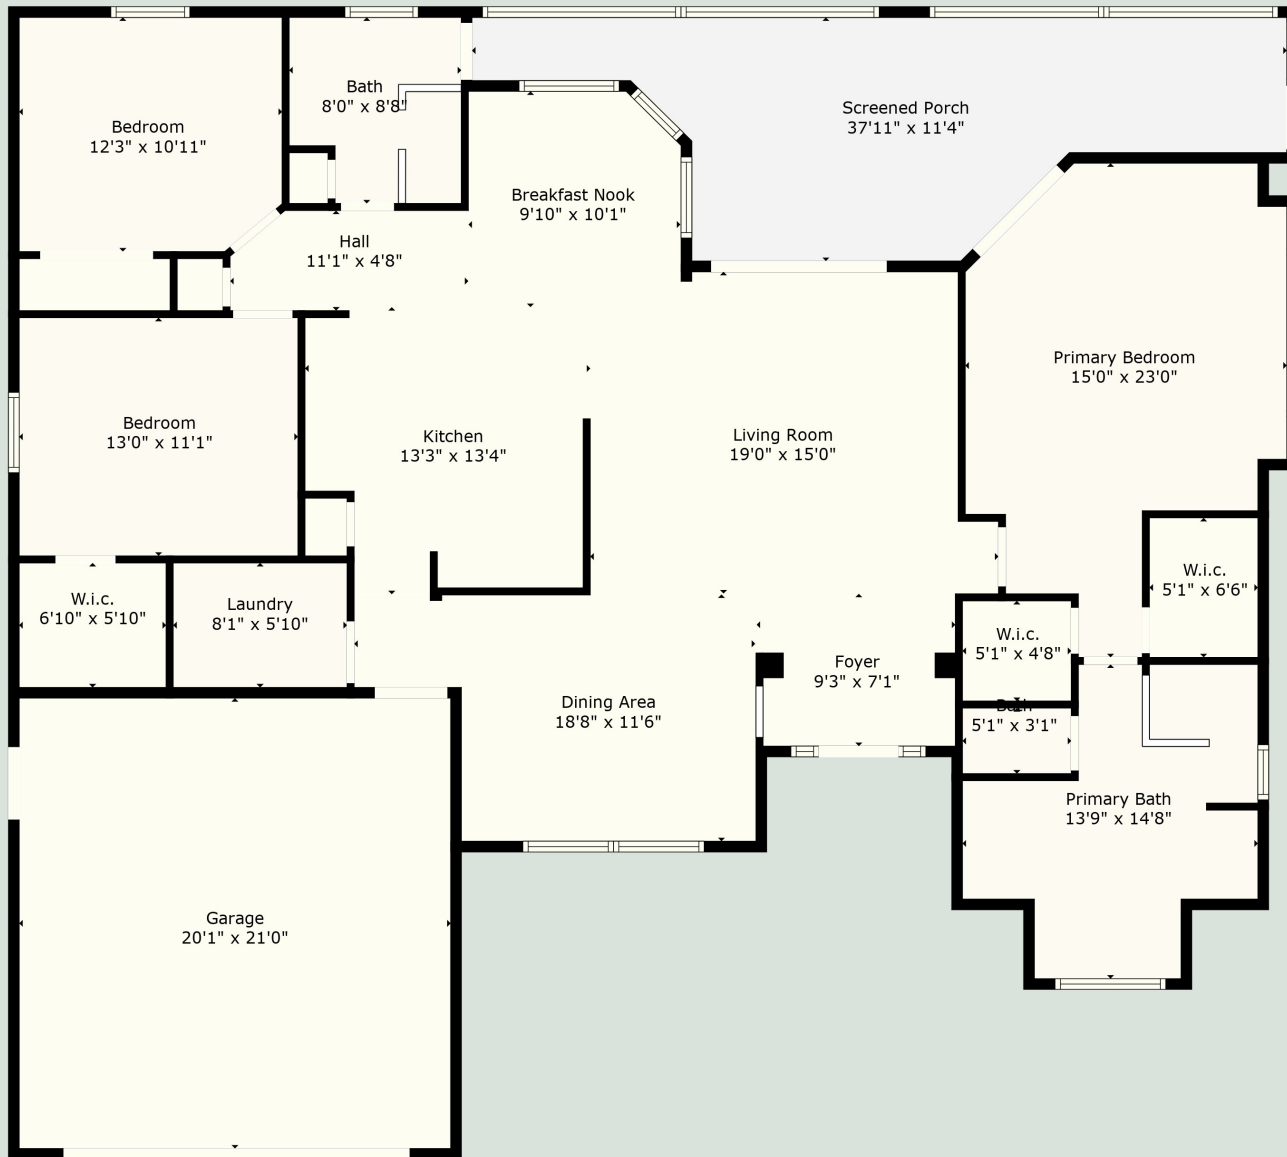 Bath
8'0" x 8'8"
Screened Porch
37'11" x 11'4"
Bedroom
12'3" x 10'11"
Breakfast Nook
9'10" x 10'1"
Hall
11'1" x 4'8"
Primary Bedroom
15'0" x 23'0"
Bedroom
13'0" x 11'1"
Kitchen
13'3" x 13'4"
Living Room
19'0" x 15'0"
W.i.c.
5'1" x 6'6"
W.i.c.
6'10" x 5'10"
Laundry
8'1" x 5'10"
W.i.c.
5'1" x 4'8"
Foyer
9'3" x 7'1"
Dining Area
18'8" x 11'6"
Bath
5'1" x 3'1"
Primary Bath
13'9" x 14'8"
Garage
20'1" x 21'0"